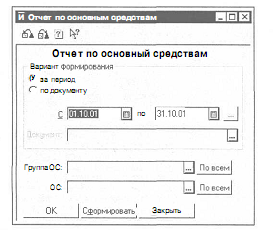 Отчет по основным средствам
Отчет по основный средствам
Вариант формирования
за период
по документу
С 01.10.01 по 31.10.01 ...
Документ: ...
Группа ОС: ... По всем
ОС: ... По всем
OK Сформировать Закрыть